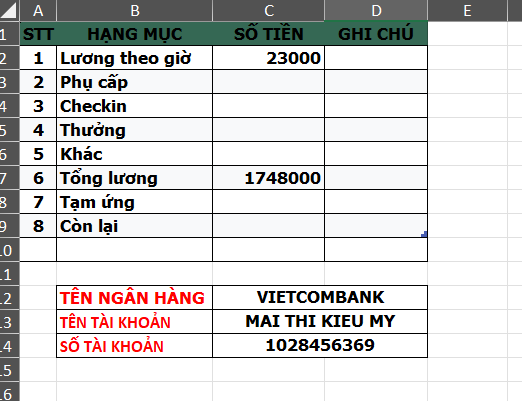 A B C D E
1 STT HẠNG MỤC SỐ TIỀN GHI CHÚ
2 1 Lương theo giờ 23000
3 2 Phụ cấp
4 3 Checkin
5 4 Thưởng
6 5 Khác
7 6 Tổng lương 1748000
8 7 Tạm ứng
9 8 Còn lại
10
11
12 TÊN NGÂN HÀNG VIETCOMBANK
13 TÊN TÀI KHOẢN MAI THI KIEU MY
14 SỐ TÀI KHOẢN 1028456369
15
16